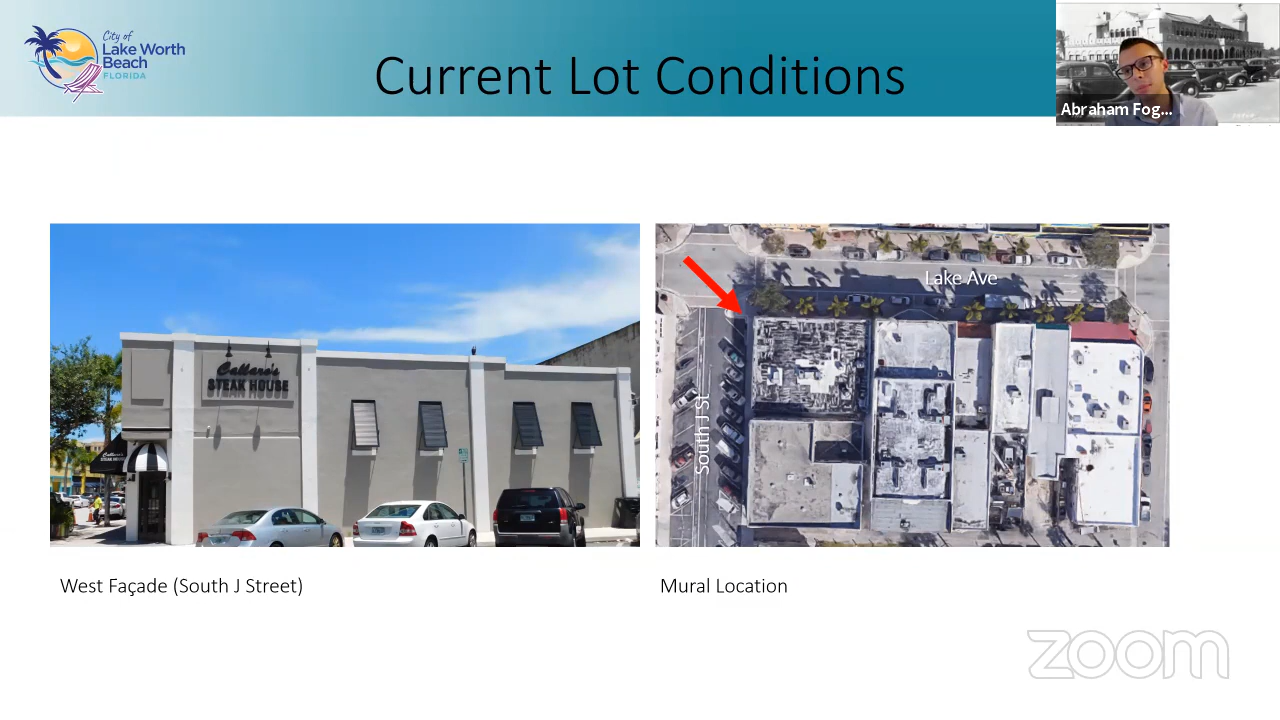 City of
Lake Worth
Beach
FLORIDA
Current Lot Conditions
Abraham Fog...
Callaro's
STEAK HOUSE
Lake Ave
South J St
West Façade (South J Street)
Mural Location
zoom